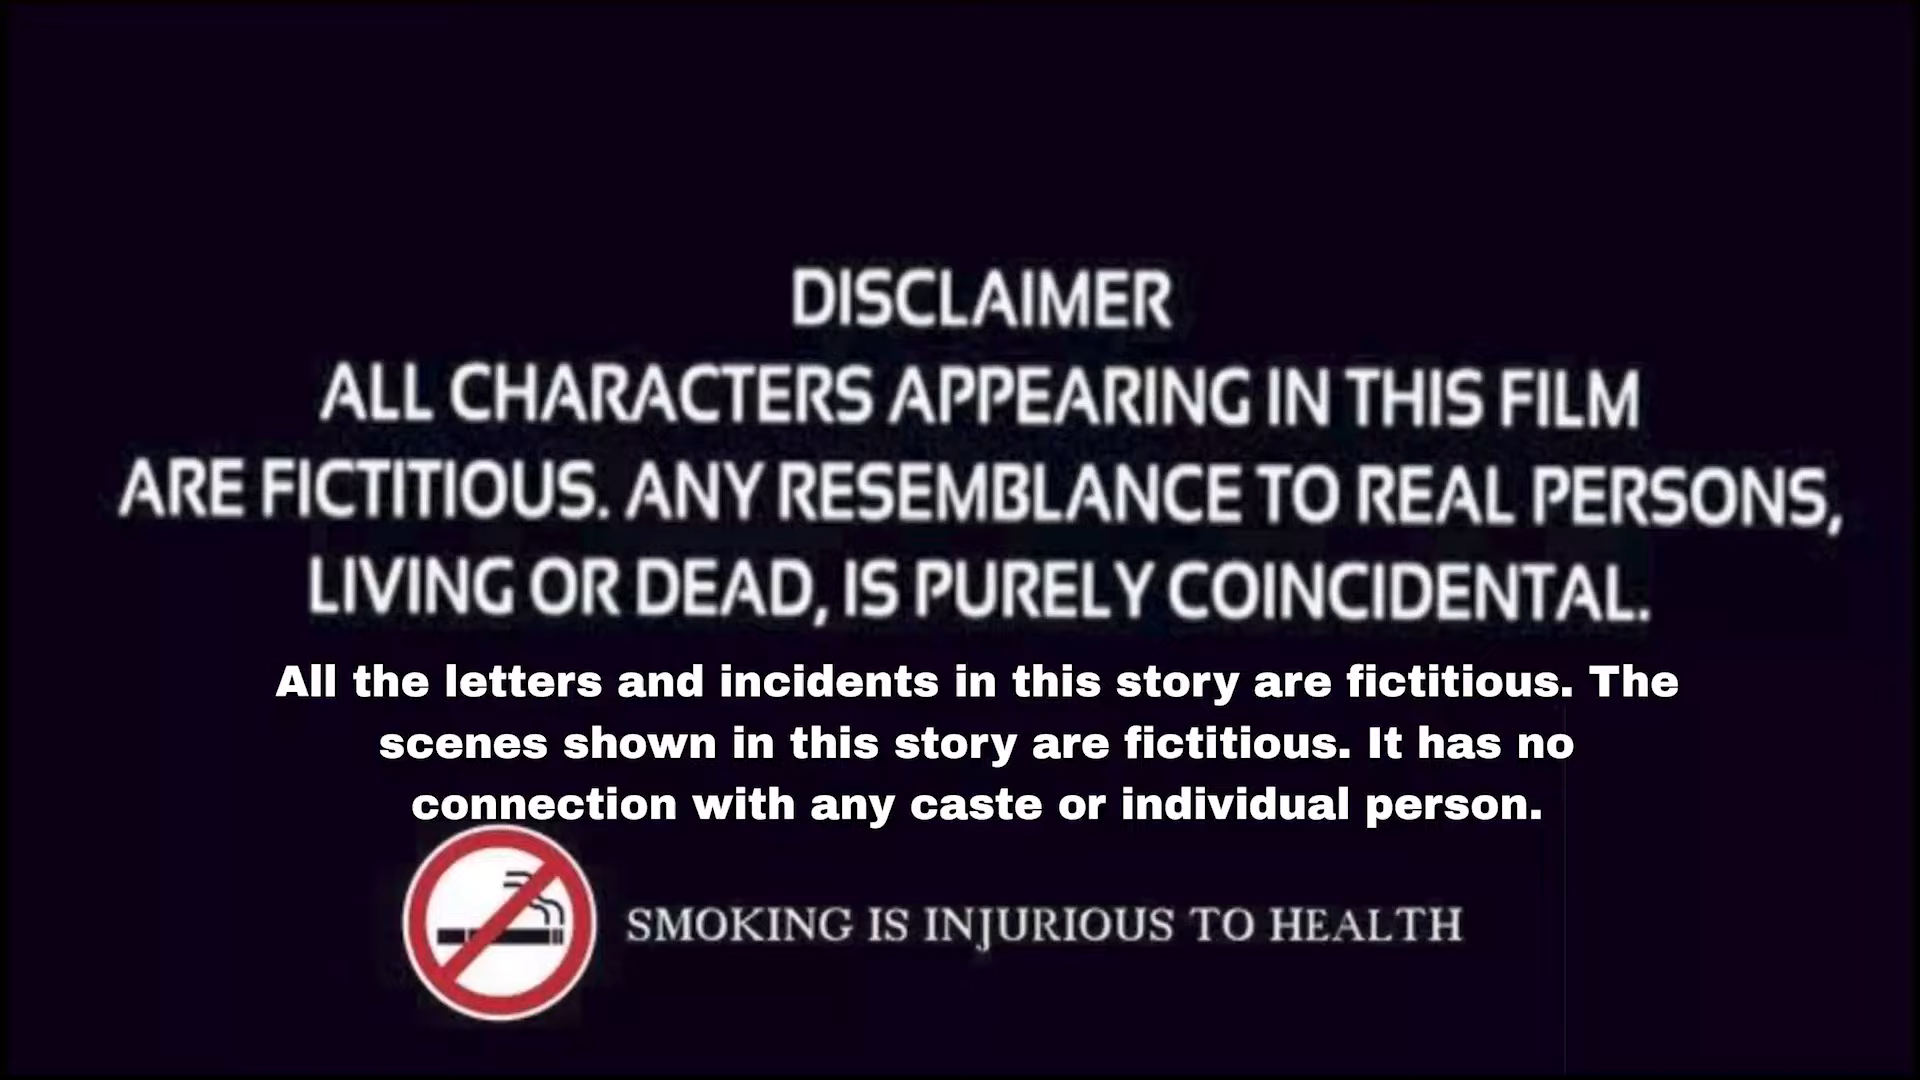 DISCLAIMER
ALL CHARACTERS APPEARING IN THIS FILM
ARE FICTITIOUS. ANY RESEMBLANCE TO REAL PERSONS,
LIVING OR DEAD, IS PURELY COINCIDENTAL.
All the letters and incidents in this story are fictitious. The
scenes shown in this story are fictitious. It has no
connection with any caste or individual person.
SMOKING IS INJURIOUS TO HEALTH